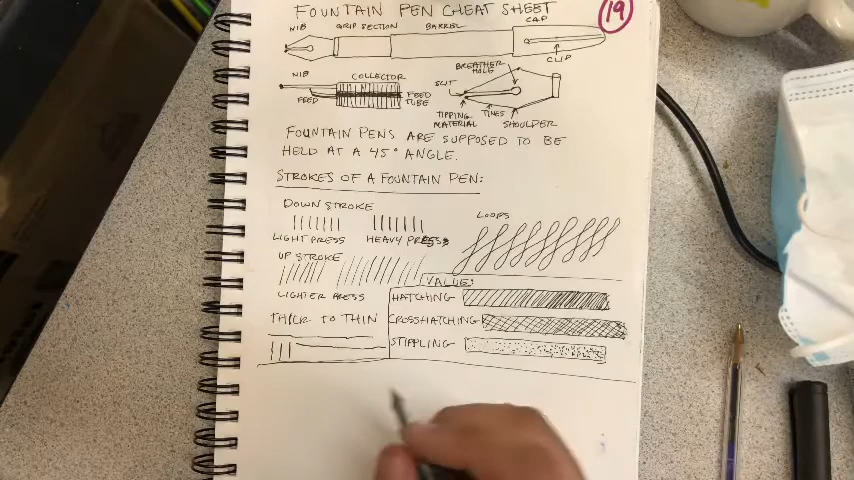 FOUNTAIN PEN CHEAT SHEET
19
NIB GRIP SECTION BARREL CAP
CLIP
NIB COLLECTOR
FEED FEED TUBE
BREATHER HOLE
SLIT
TIPPING MATERIAL
TINES
SHOULDER
FOUNTAIN PENS ARE SUPPOSED TO BE
HELD AT A 45° ANGLE.
STROKES OF A FOUNTAIN PEN:
DOWN STROKE
LIGHT PRESS HEAVY PRESS
LOOPS
UP STROKE
LIGHTER PRESS
VALUE:
HATCHING
THICK TO THIN
CROSSHATCHING
STIPPLING